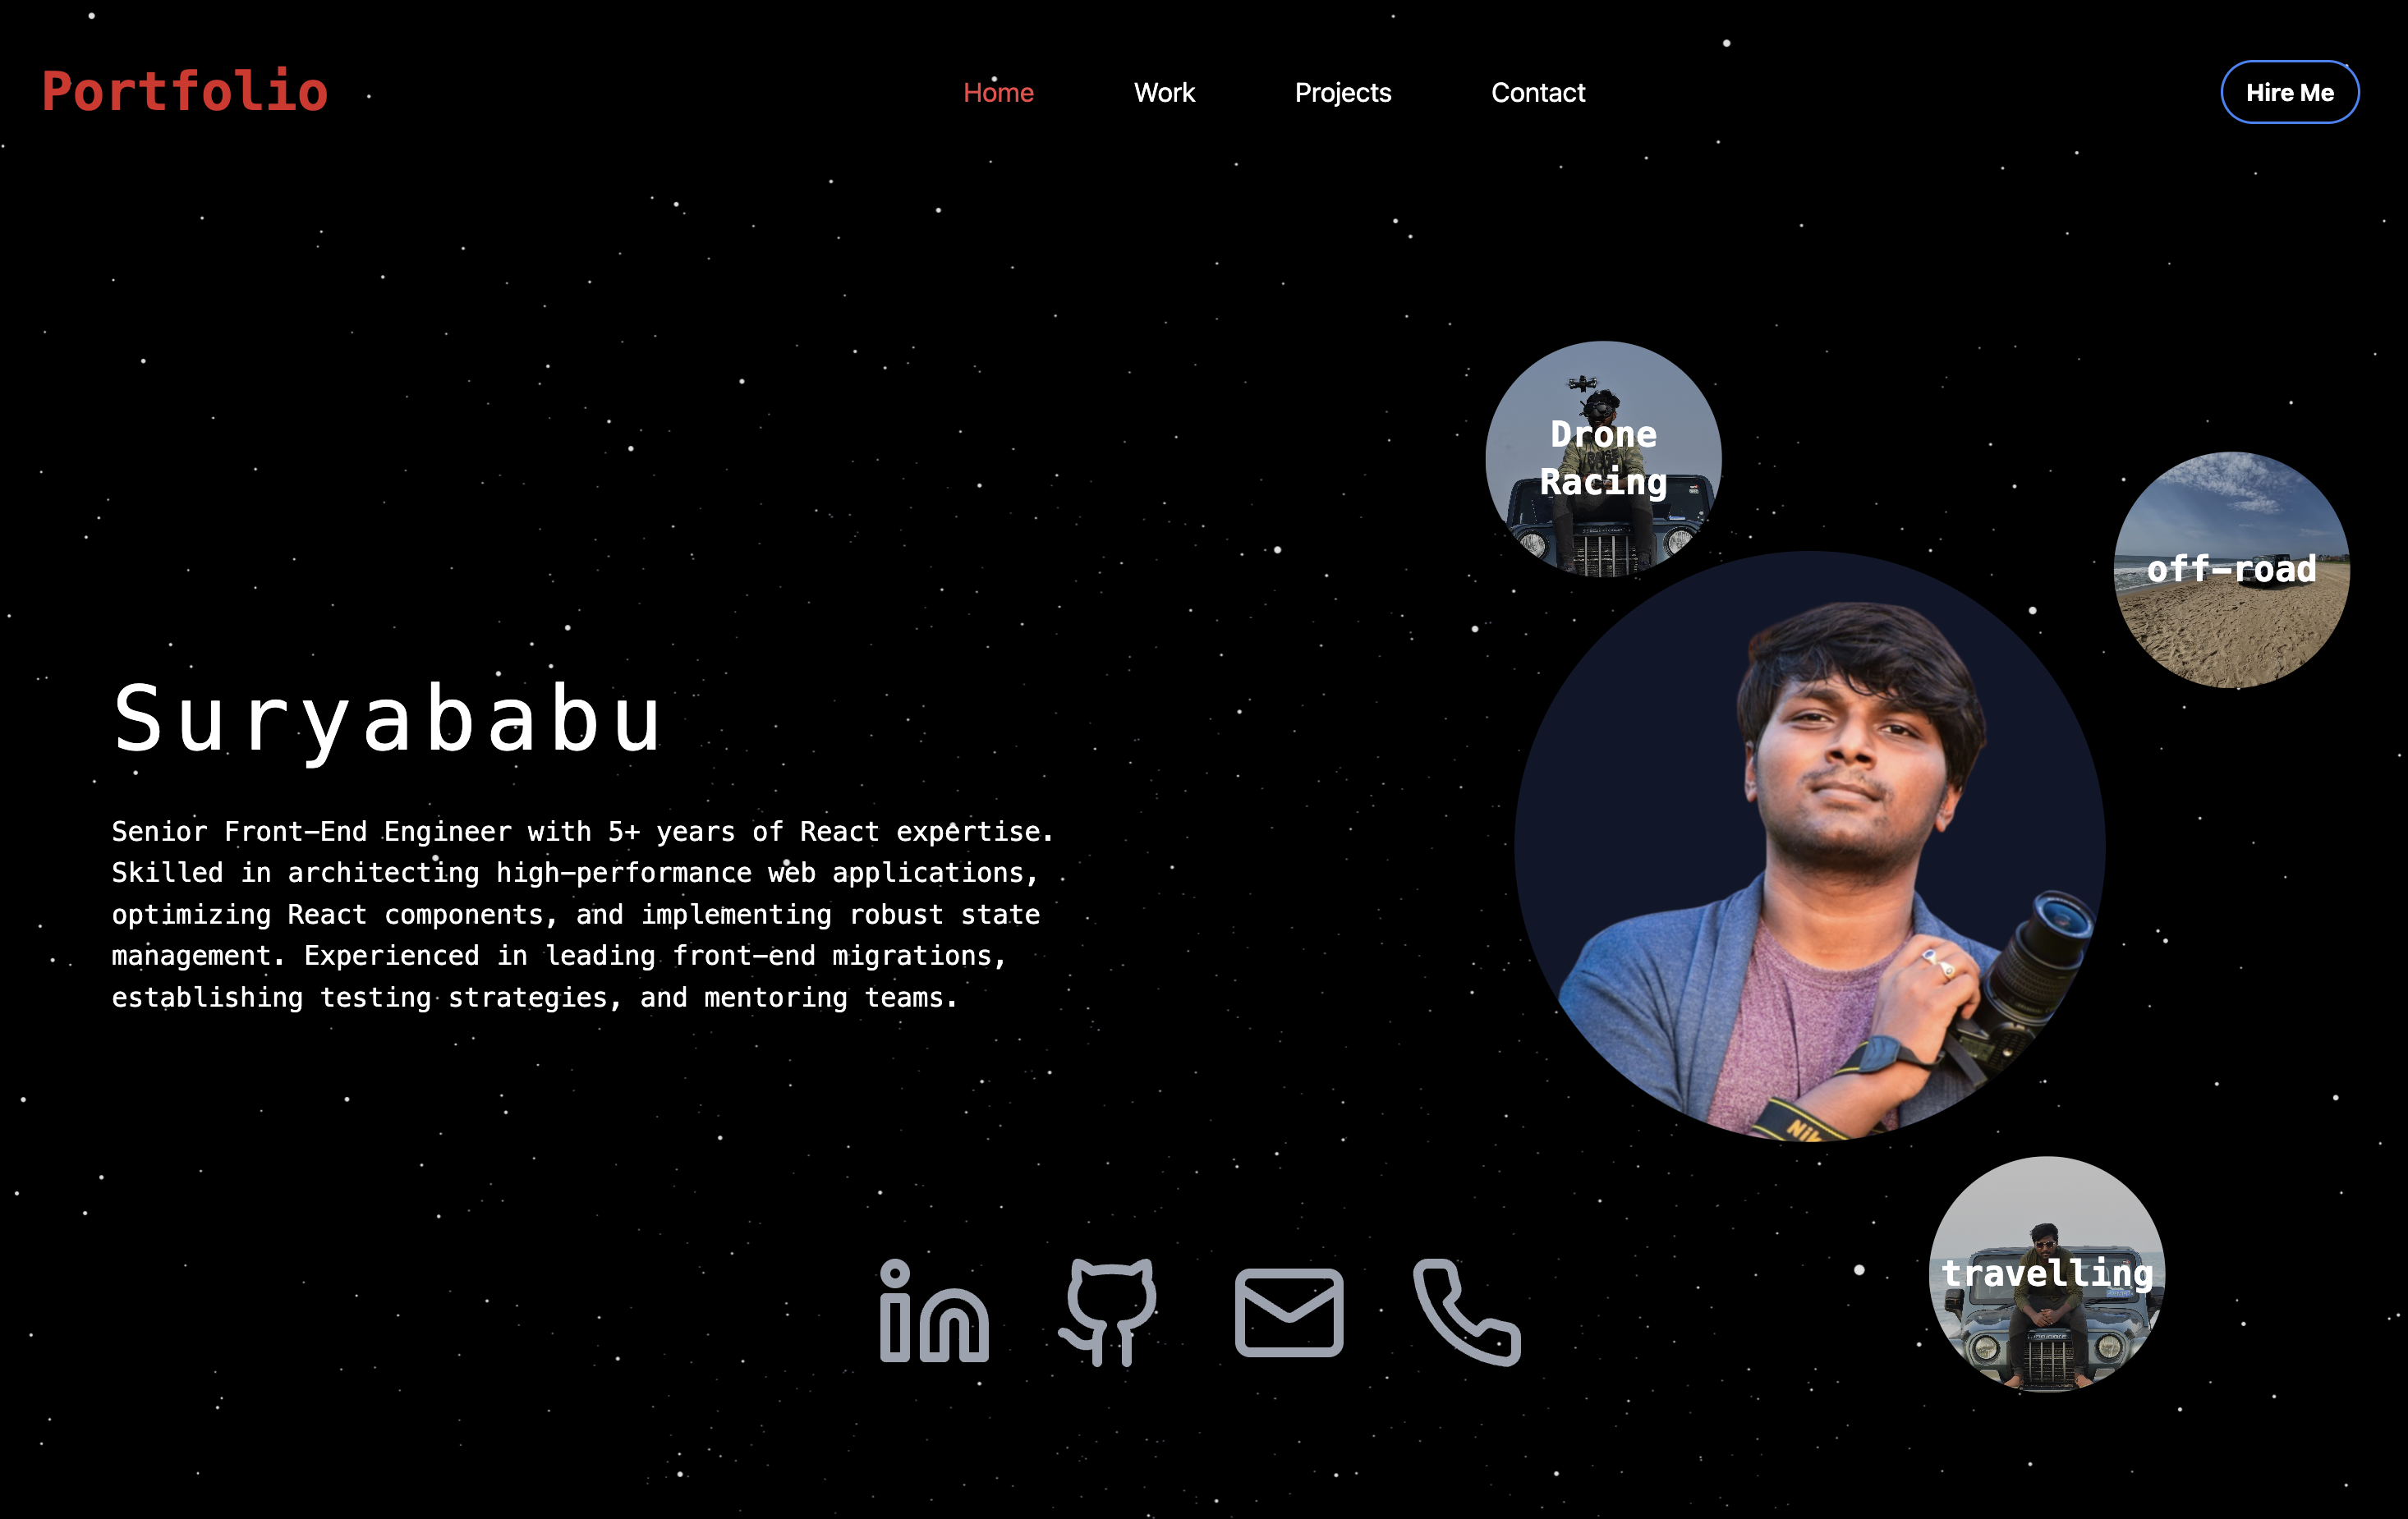 Portfolio
Home
Work
Projects
Contact
Hire Me
Drone
Racing
off-road
Suryababu
Senior Front-End Engineer with 5+ years of React expertise.
Skilled in architecting high-performance web applications,
optimizing React components, and implementing robust state
management. Experienced in leading front-end migrations,
establishing testing strategies, and mentoring teams.
Nik
in
travelling